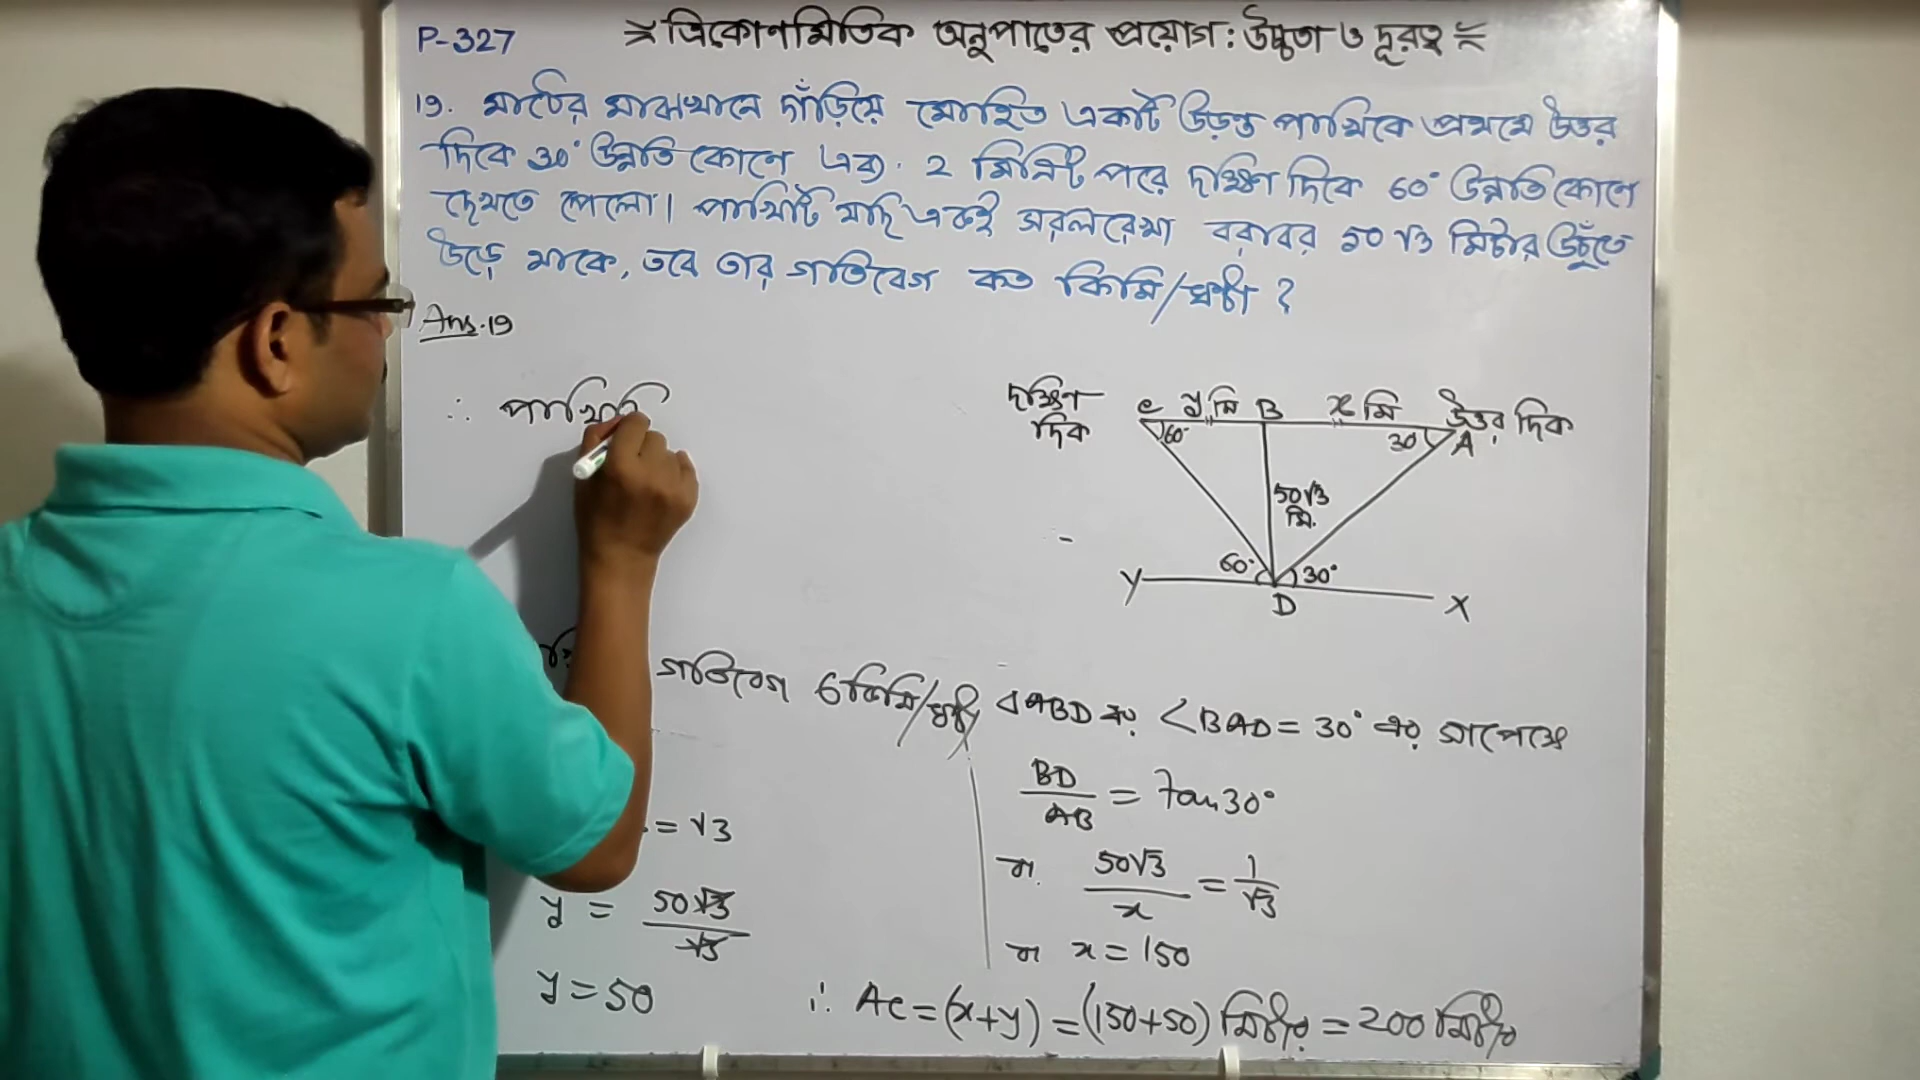 P-327
ত্রিকোণমিতিক অনুপাতের প্রয়োগ : উচ্চতা ও দূরত্ব
19. মাঠের মাঝখানে দাঁড়িয়ে মোহিত একটি উড়ন্ত পাখিকে প্রথমে উত্তর
দিকে 30° উন্নতি কোণে এবং 2 মিনিট পরে দক্ষিণ দিকে 60° উন্নতি কোণে
দেখতে পেলো। পাখিটি যদি একই সরলরেখা বরাবর 50√3 মিটার উঁচুতে
উড়ে থাকে, তবে তার গতিবেগ কত কিমি/ঘণ্টা ?
Ans.19
∴ পাখিটি
দক্ষিণ
দিক
C y মি B x মি A
উত্তর দিক
60° 30
50√3
মি.
60° 30°
Y D X
গতিবেগ 6 কিমি/ঘণ্টা
△ABD এর ∠BAD = 30° এর সাপেক্ষে
BD/AB = tan30°
বা. 50√3/x = 1/√3
বা x = 150
= √3
y = 50√3/√3
y = 50
∴ AC = (x+y) = (150+50) মিটার = 200 মিটার